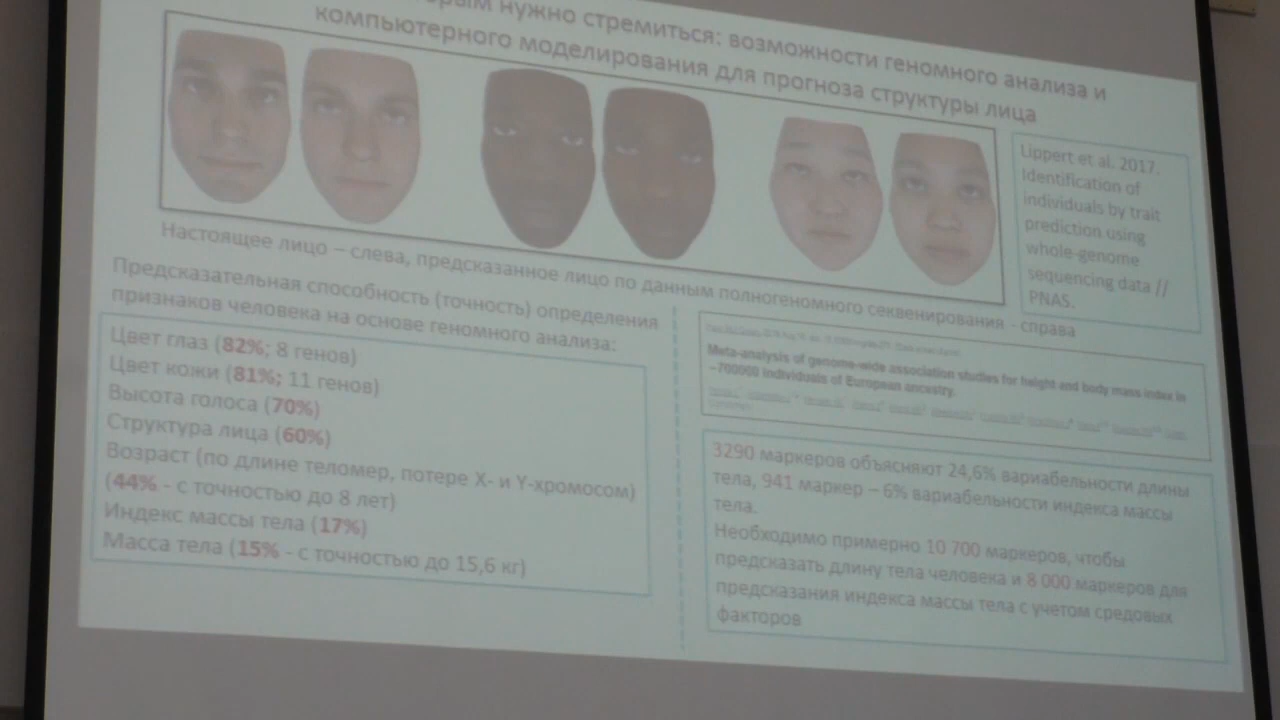 нужно стремиться: возможности геномного анализа и
компьютерного моделирования для прогноза структуры лица
Lippert et al. 2017.
Identification of
individuals by trait
prediction using
whole-genome
sequencing data //
PNAS.
Настоящее лицо – слева, предсказанное лицо по данным полногеномного секвенирования - справа
Предсказательная способность (точность) определения
признаков человека на основе геномного анализа:
Цвет глаз (82%; 8 генов)
Цвет кожи (81%; 11 генов)
Высота голоса (70%)
Структура лица (60%)
Возраст (по длине теломер, потере X- и Y-хромосом)
(44% - с точностью до 8 лет)
Индекс массы тела (17%)
Масса тела (15% - с точностью до 15,6 кг)
Meta-analysis of genome-wide association studies for height and body mass index in
~700000 individuals of European ancestry.
3290 маркеров объясняют 24,6% вариабельности длины
тела, 941 маркер – 6% вариабельности индекса массы
тела.
Необходимо примерно 10 700 маркеров, чтобы
предсказать длину тела человека и 8 000 маркеров для
предсказания индекса массы тела с учетом средовых
факторов